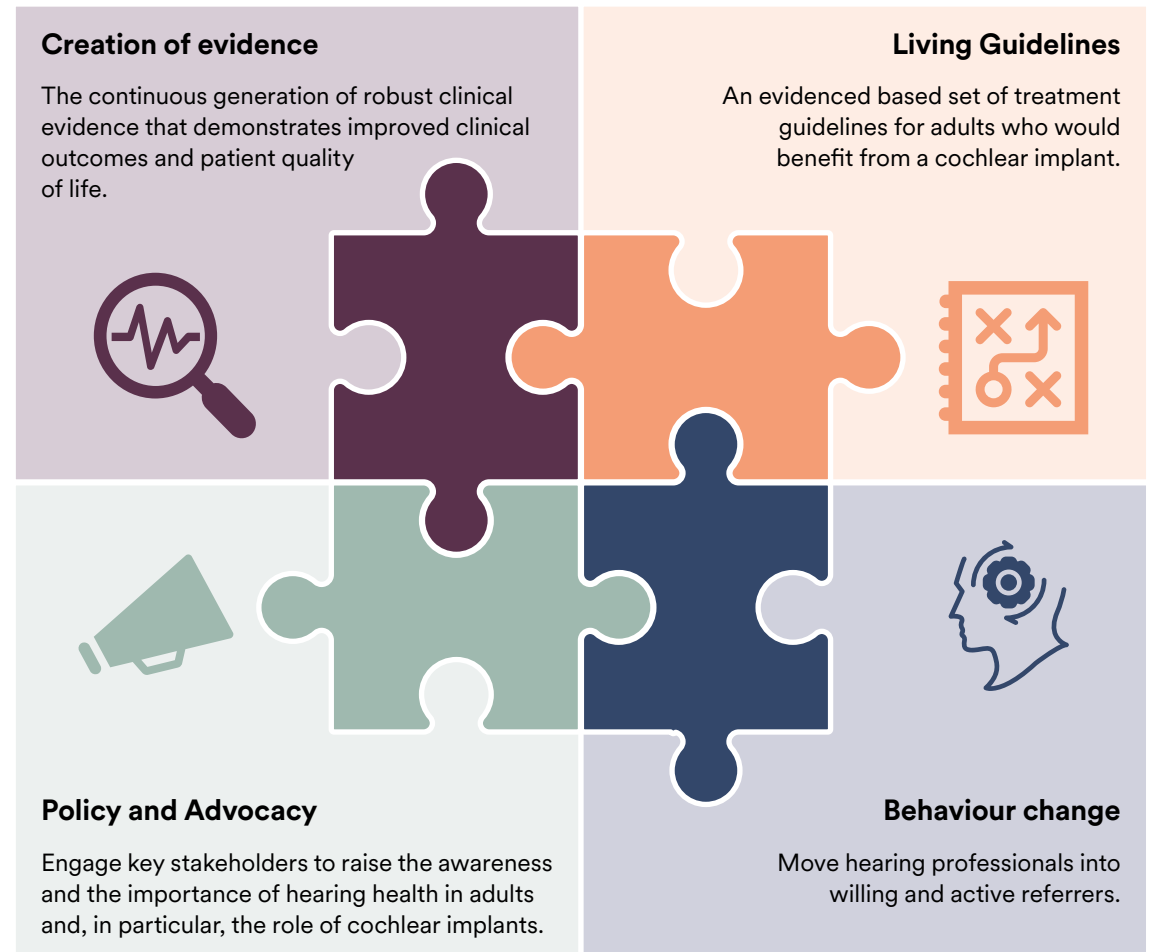 Creation of evidence
The continuous generation of robust clinical
evidence that demonstrates improved clinical
outcomes and patient quality
of life.
Living Guidelines
An evidenced based set of treatment
guidelines for adults who would
benefit from a cochlear implant.
Policy and Advocacy
Engage key stakeholders to raise the awareness
and the importance of hearing health in adults
and, in particular, the role of cochlear implants.
Behaviour change
Move hearing professionals into
willing and active referrers.